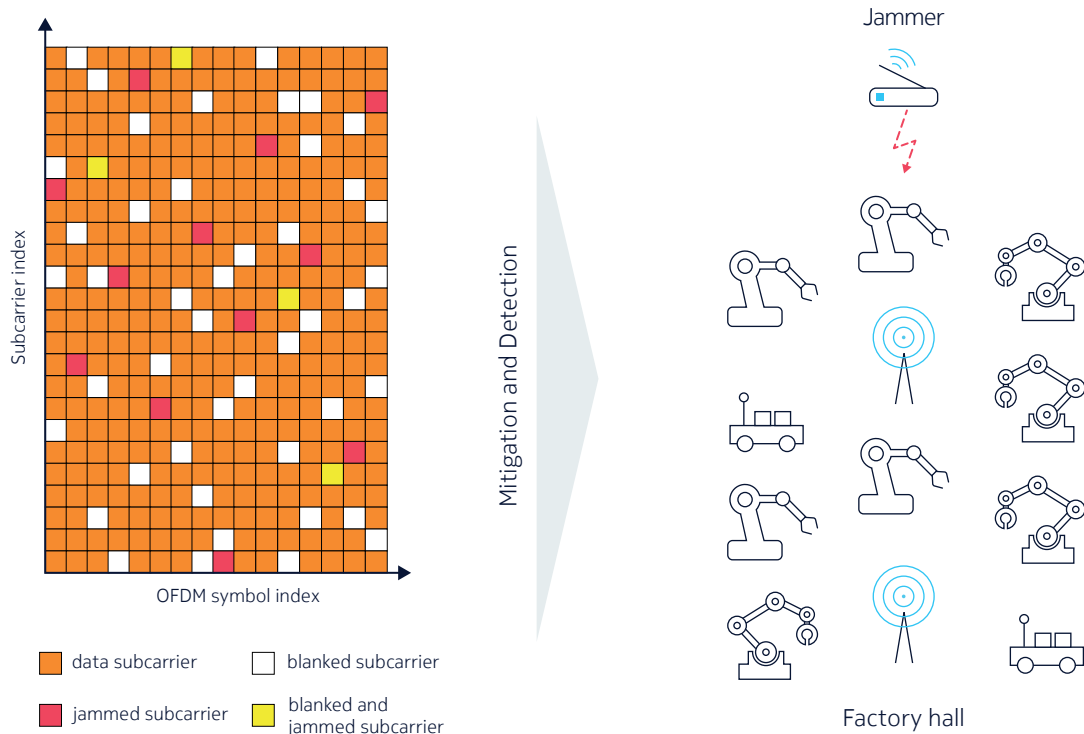 Jammer
Subcarrier index
Mitigation and Detection
OFDM symbol index
data subcarrier
blanked subcarrier
jammed subcarrier
blanked and
jammed subcarrier
Factory hall